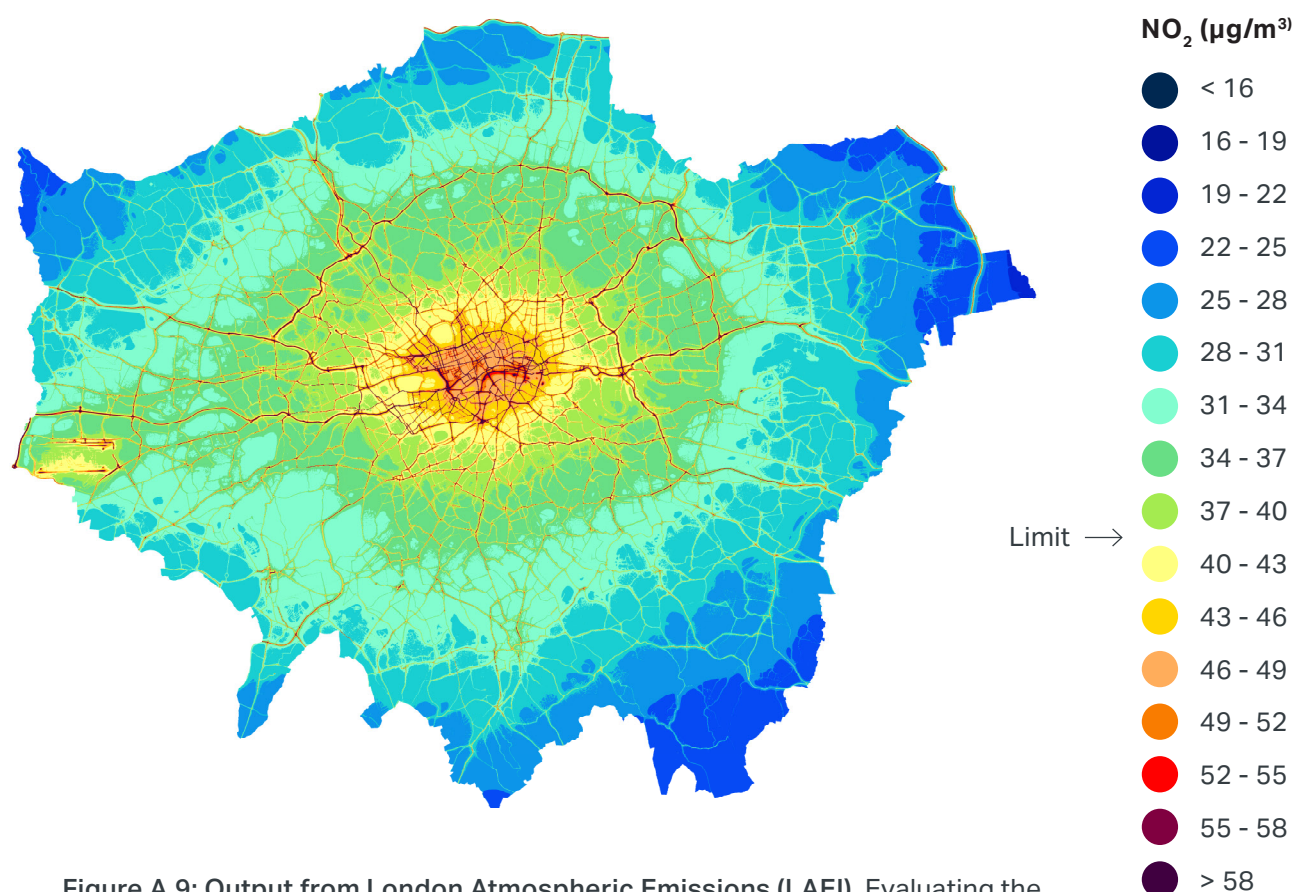 NO2 (µg/m3)
< 16
16 - 19
19 - 22
22 - 25
25 - 28
28 - 31
31 - 34
34 - 37
37 - 40
Limit →
40 - 43
43 - 46
46 - 49
49 - 52
52 - 55
55 - 58
> 58
Figure A.9: Output from London Atmospheric Emissions (LAEI). Evaluating the